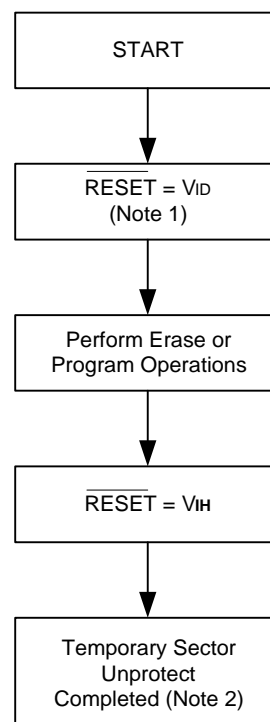 START
RESET = VID
(Note 1)
Perform Erase or
Program Operations
RESET = VIH
Temporary Sector
Unprotect
Completed (Note 2)